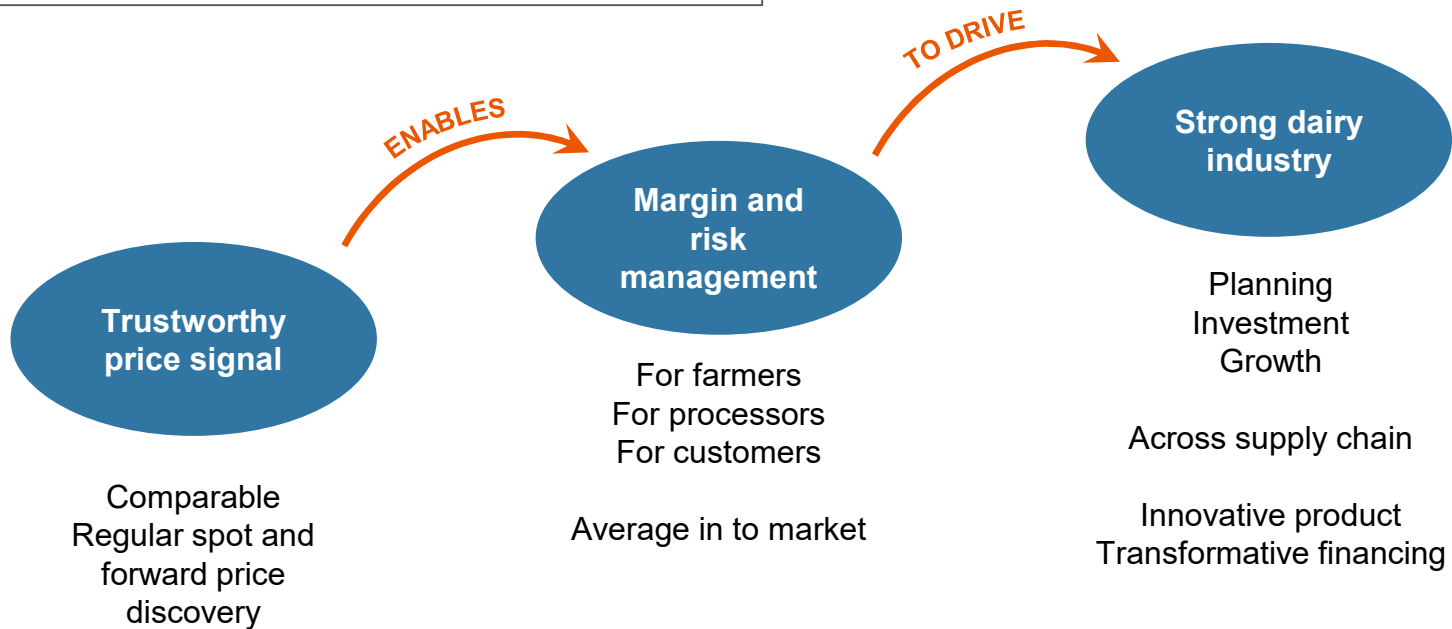 ENABLES
TO DRIVE
Trustworthy
price signal
Comparable
Regular spot and
forward price
discovery
Margin and
risk
management
For farmers
For processors
For customers
Average in to market
Strong dairy
industry
Planning
Investment
Growth
Across supply chain
Innovative product
Transformative financing